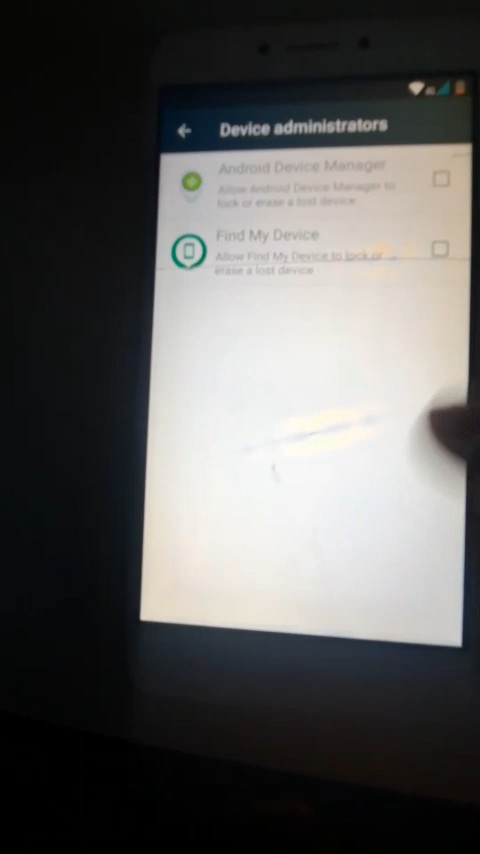 Device administrators
Android Device Manager
Allow Android Device Manager to
lock or erase a lost device
Find My Device
Allow Find My Device to lock or
erase a lost device